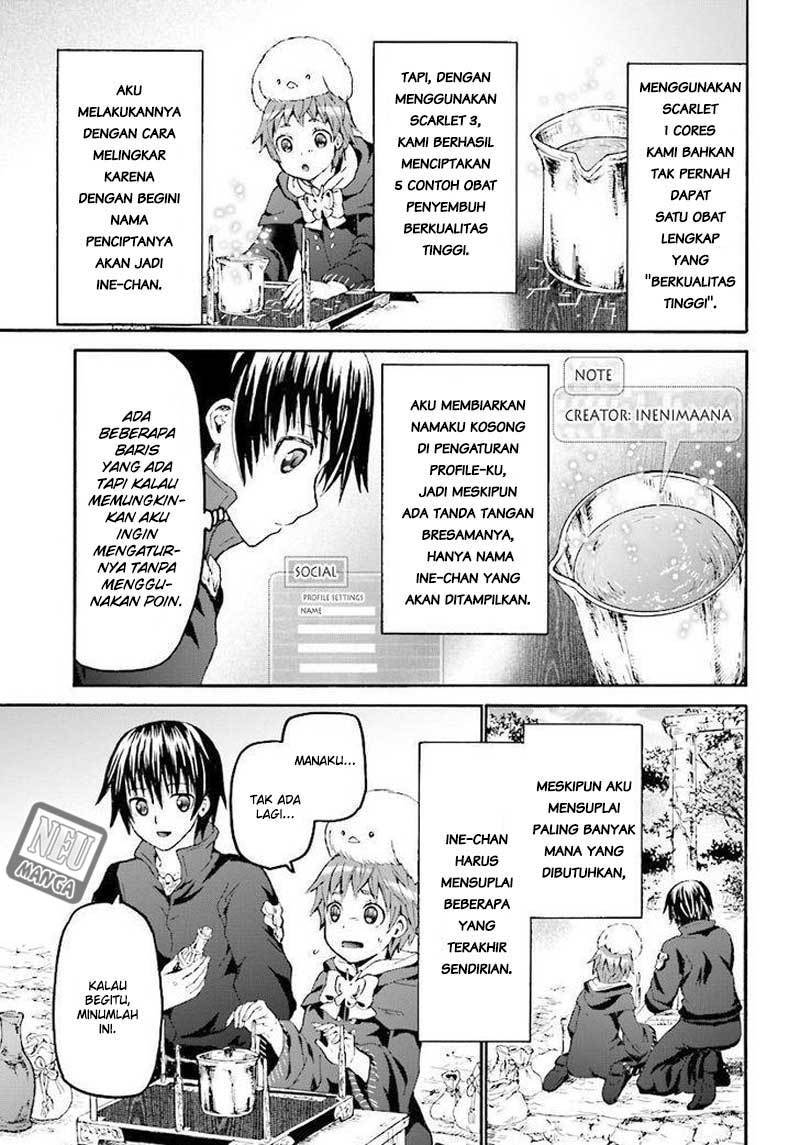 MENGGUNAKAN
SCARLET
1 CORES
KAMI BAHKAN
TAK PERNAH
DAPAT
SATU OBAT
LENGKAP
YANG
"BERKUALITAS
TINGGI".
TAPI, DENGAN
MENGGUNAKAN
SCARLET 3,
KAMI BERHASIL
MENCIPTAKAN
5 CONTOH OBAT
PENYEMBUH
BERKUALITAS
TINGGI.
AKU
MELAKUKANNYA
DENGAN CARA
MELINGKAR
KARENA
DENGAN BEGINI
NAMA
PENCIPTANYA
AKAN JADI
INE-CHAN.
NOTE
CREATOR: INENIMAANA
AKU MEMBIARKAN
NAMAKU KOSONG
DI PENGATURAN
PROFILE-KU,
JADI MESKIPUN
ADA TANDA TANGAN
BRESAMANYA,
HANYA NAMA
INE-CHAN YANG
AKAN DITAMPILKAN.
SOCIAL
PROFILE SETTINGS
NAME
ADA
BEBERAPA
BARIS
YANG ADA
TAPI KALAU
MEMUNGKIN-
KAN AKU
INGIN
MENGATUR-
NYA TANPA
MENGGU-
NAKAN POIN.
MESKIPUN AKU
MENSUPLAI
PALING BANYAK
MANA YANG
DIBUTUHKAN,
INE-CHAN
HARUS
MENSUPLAI
BEBERAPA
YANG
TERAKHIR
SENDIRIAN.
MANAKU...
TAK ADA
LAGI...
KALAU
BEGITU,
MINUMLAH
INI.
NEU
MANGA